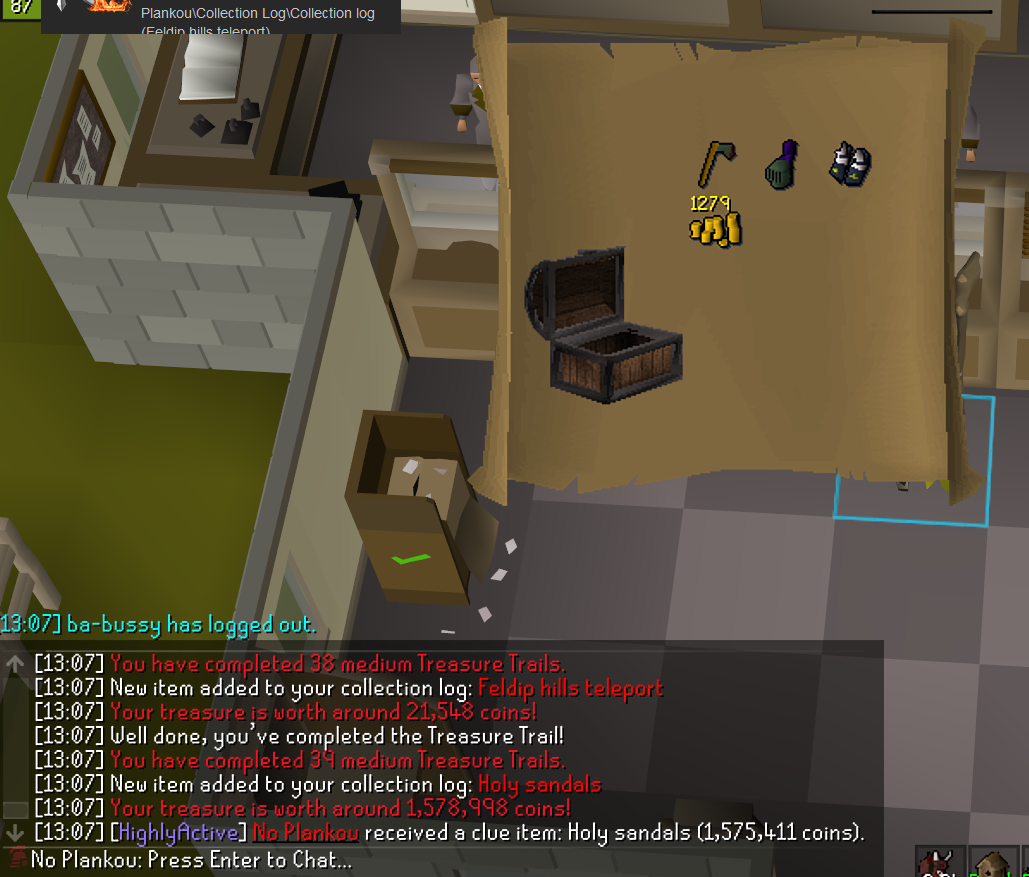 87
Plankou\Collection Log\Collection log
(Feldip hills teleport)
1279
13:07] ba-bussy has logged out.
[13:07] You have completed 38 medium Treasure Trails.
[13:07] New item added to your collection log: Feldip hills teleport
[13:07] Your treasure is worth around 21,548 coins!
[13:07] Well done, you've completed the Treasure Trail!
[13:07] You have completed 39 medium Treasure Trails.
[13:07] New item added to your collection log: Holy sandals
[13:07] Your treasure is worth around 1,578,998 coins!
[13:07] [HighlyActive] No Plankou received a clue item: Holy sandals (1,575,411 coins).
No Plankou: Press Enter to Chat...